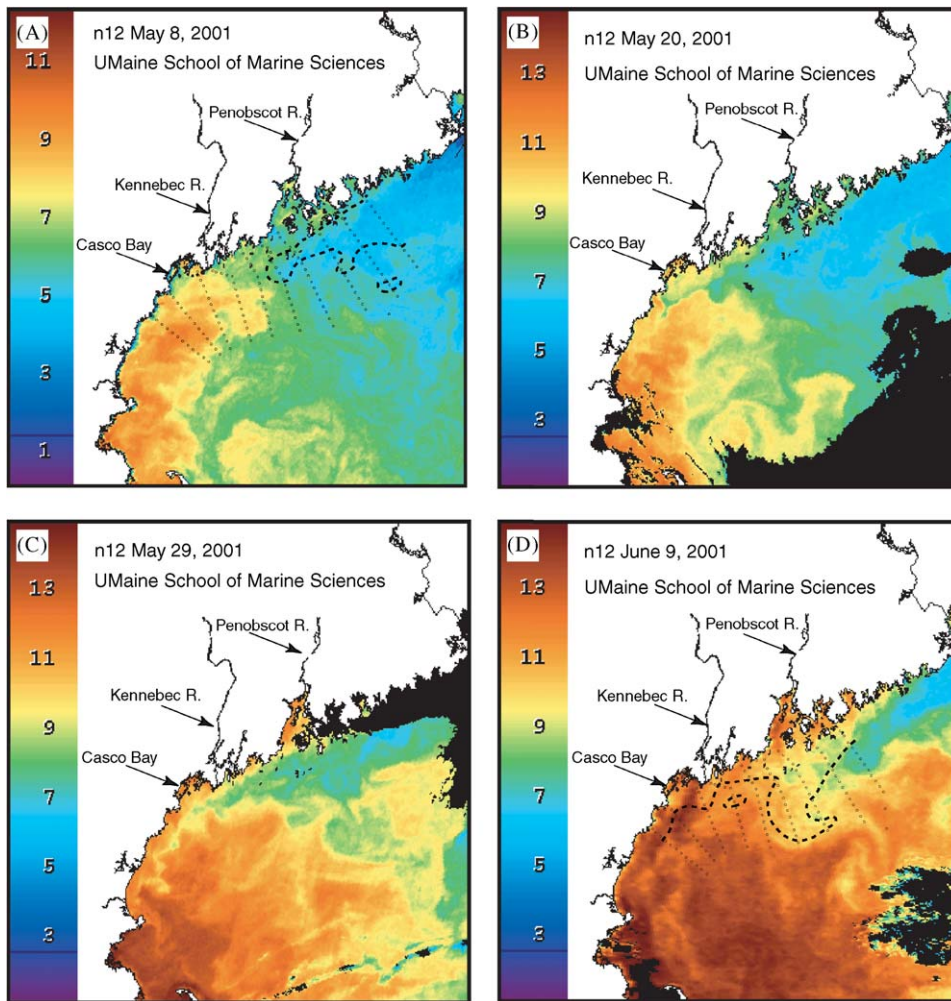 (A)
n12 May 8, 2001
UMaine School of Marine Sciences
Penobscot R.
Kennebec R.
Casco Bay
11
9
7
5
3
1
(B)
n12 May 20, 2001
UMaine School of Marine Sciences
Penobscot R.
Kennebec R.
Casco Bay
13
11
9
7
5
3
(C)
n12 May 29, 2001
UMaine School of Marine Sciences
Penobscot R.
Kennebec R.
Casco Bay
13
11
9
7
5
3
(D)
n12 June 9, 2001
UMaine School of Marine Sciences
Penobscot R.
Kennebec R.
Casco Bay
13
11
9
7
5
3